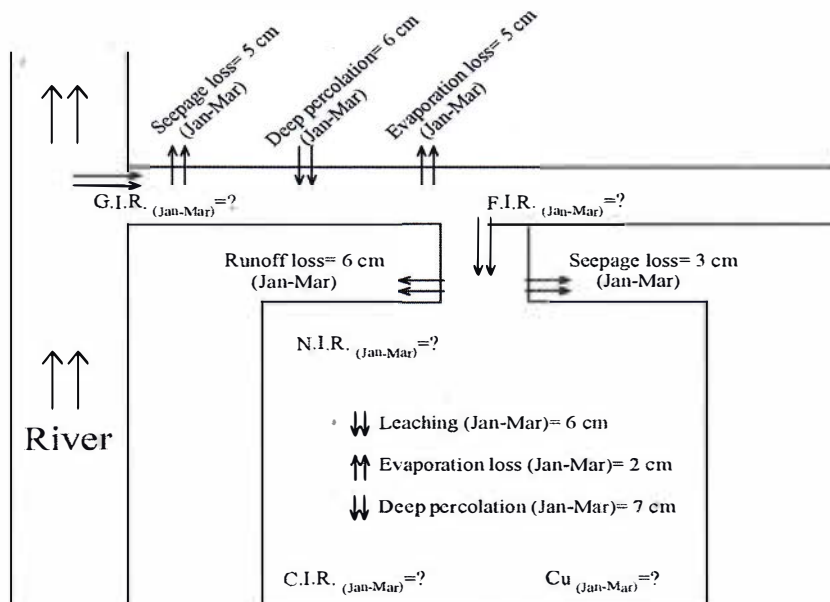 Seepage loss= 5 cm
(Jan-Mar)
Deep percolation= 6 cm
(Jan-Mar)
Evaporation loss= 5 cm
(Jan-Mar)
G.I.R. (Jan-Mar)=?
F.I.R. (Jan-Mar)=?
Runoff loss= 6 cm
(Jan-Mar)
Seepage loss= 3 cm
(Jan-Mar)
N.I.R. (Jan-Mar)=?
Leaching (Jan-Mar)= 6 cm
River
Evaporation loss (Jan-Mar)= 2 cm
Deep percolation (Jan-Mar)= 7 cm
C.I.R. (Jan-Mar)=?
Cu (Jan-Mar)=?